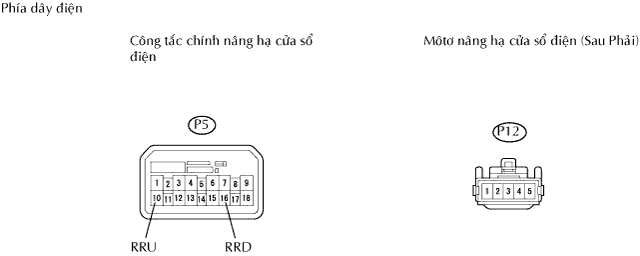 Phía dây điện
Công tắc chính nâng hạ cửa sổ
điện
Môtơ nâng hạ cửa sổ điện (Sau Phải)
P5
P12
1 2 3 4 5 6 7 8 9
10 11 12 13 14 15 16 17 18
1 2 3 4 5
RRU RRD